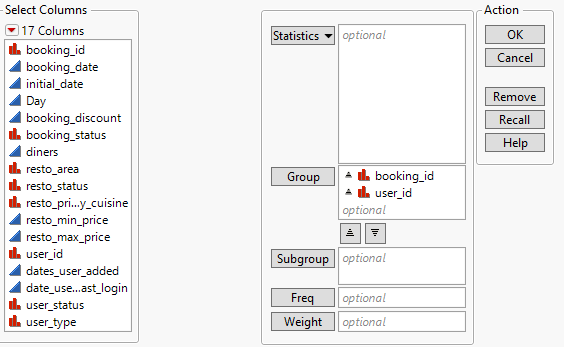 Select Columns
17 Columns
booking_id
booking_date
initial_date
Day
booking_discount
booking_status
diners
resto_area
resto_status
resto_pri...y_cuisine
resto_min_price
resto_max_price
user_id
dates_user_added
date_use...ast_login
user_status
user_type
Statistics
optional
Group
booking_id
user_id
optional
Subgroup
optional
Freq
optional
Weight
optional
Action
OK
Cancel
Remove
Recall
Help